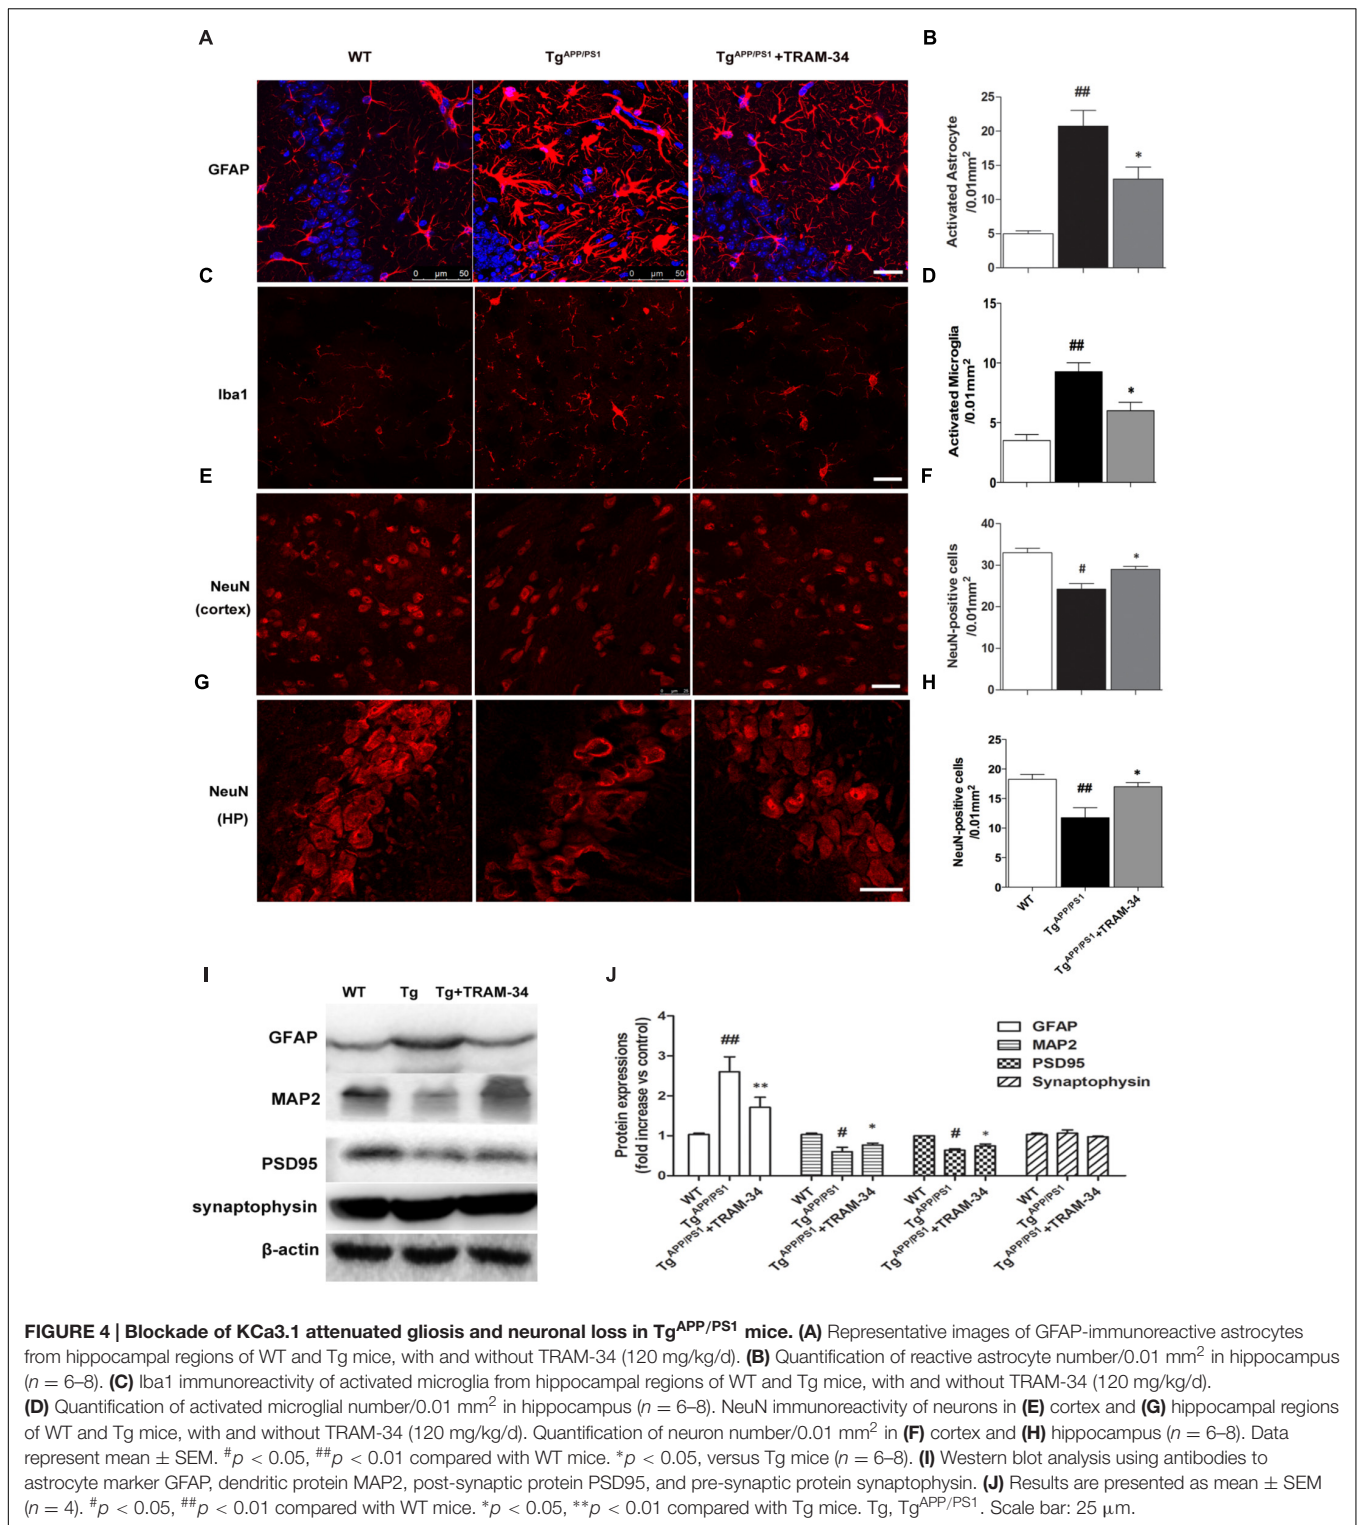 A
B
WT
Tg^APP/PS1
Tg^APP/PS1 +TRAM-34
GFAP
0 µm 50
0 µm 50
Activated Astrocyte
/0.01mm²
25
20
15
10
5
0
##
*
C
D
Iba1
Activated Microglia
/0.01mm²
15
10
5
0
##
*
E
F
NeuN
(cortex)
0 µm 25
NeuN-positive cells
/0.01mm²
40
30
20
10
0
#
*
G
H
NeuN
(HP)
NeuN-positive cells
/0.01mm²
25
20
15
10
5
0
##
*
WT
Tg^APP/PS1
Tg^APP/PS1+TRAM-34
I
J
WT Tg Tg+TRAM-34
GFAP
MAP2
PSD95
synaptophysin
β-actin
Protein expressions
(fold increase vs control)
4
3
2
1
0
##
**
#
*
#
*
GFAP
MAP2
PSD95
Synaptophysin
WT
Tg^APP/PS1
Tg^APP/PS1+TRAM-34
WT
Tg^APP/PS1
Tg^APP/PS1+TRAM-34
WT
Tg^APP/PS1
Tg^APP/PS1+TRAM-34
WT
Tg^APP/PS1
Tg^APP/PS1+TRAM-34
FIGURE 4 | Blockade of KCa3.1 attenuated gliosis and neuronal loss in Tg^APP/PS1 mice. (A) Representative images of GFAP-immunoreactive astrocytes
from hippocampal regions of WT and Tg mice, with and without TRAM-34 (120 mg/kg/d). (B) Quantification of reactive astrocyte number/0.01 mm² in hippocampus
(n = 6–8). (C) Iba1 immunoreactivity of activated microglia from hippocampal regions of WT and Tg mice, with and without TRAM-34 (120 mg/kg/d).
(D) Quantification of activated microglial number/0.01 mm² in hippocampus (n = 6–8). NeuN immunoreactivity of neurons in (E) cortex and (G) hippocampal regions
of WT and Tg mice, with and without TRAM-34 (120 mg/kg/d). Quantification of neuron number/0.01 mm² in (F) cortex and (H) hippocampus (n = 6–8). Data
represent mean ± SEM. #p < 0.05, ##p < 0.01 compared with WT mice. *p < 0.05, versus Tg mice (n = 6–8). (I) Western blot analysis using antibodies to
astrocyte marker GFAP, dendritic protein MAP2, post-synaptic protein PSD95, and pre-synaptic protein synaptophysin. (J) Results are presented as mean ± SEM
(n = 4). #p < 0.05, ##p < 0.01 compared with WT mice. *p < 0.05, **p < 0.01 compared with Tg mice. Tg, Tg^APP/PS1. Scale bar: 25 µm.